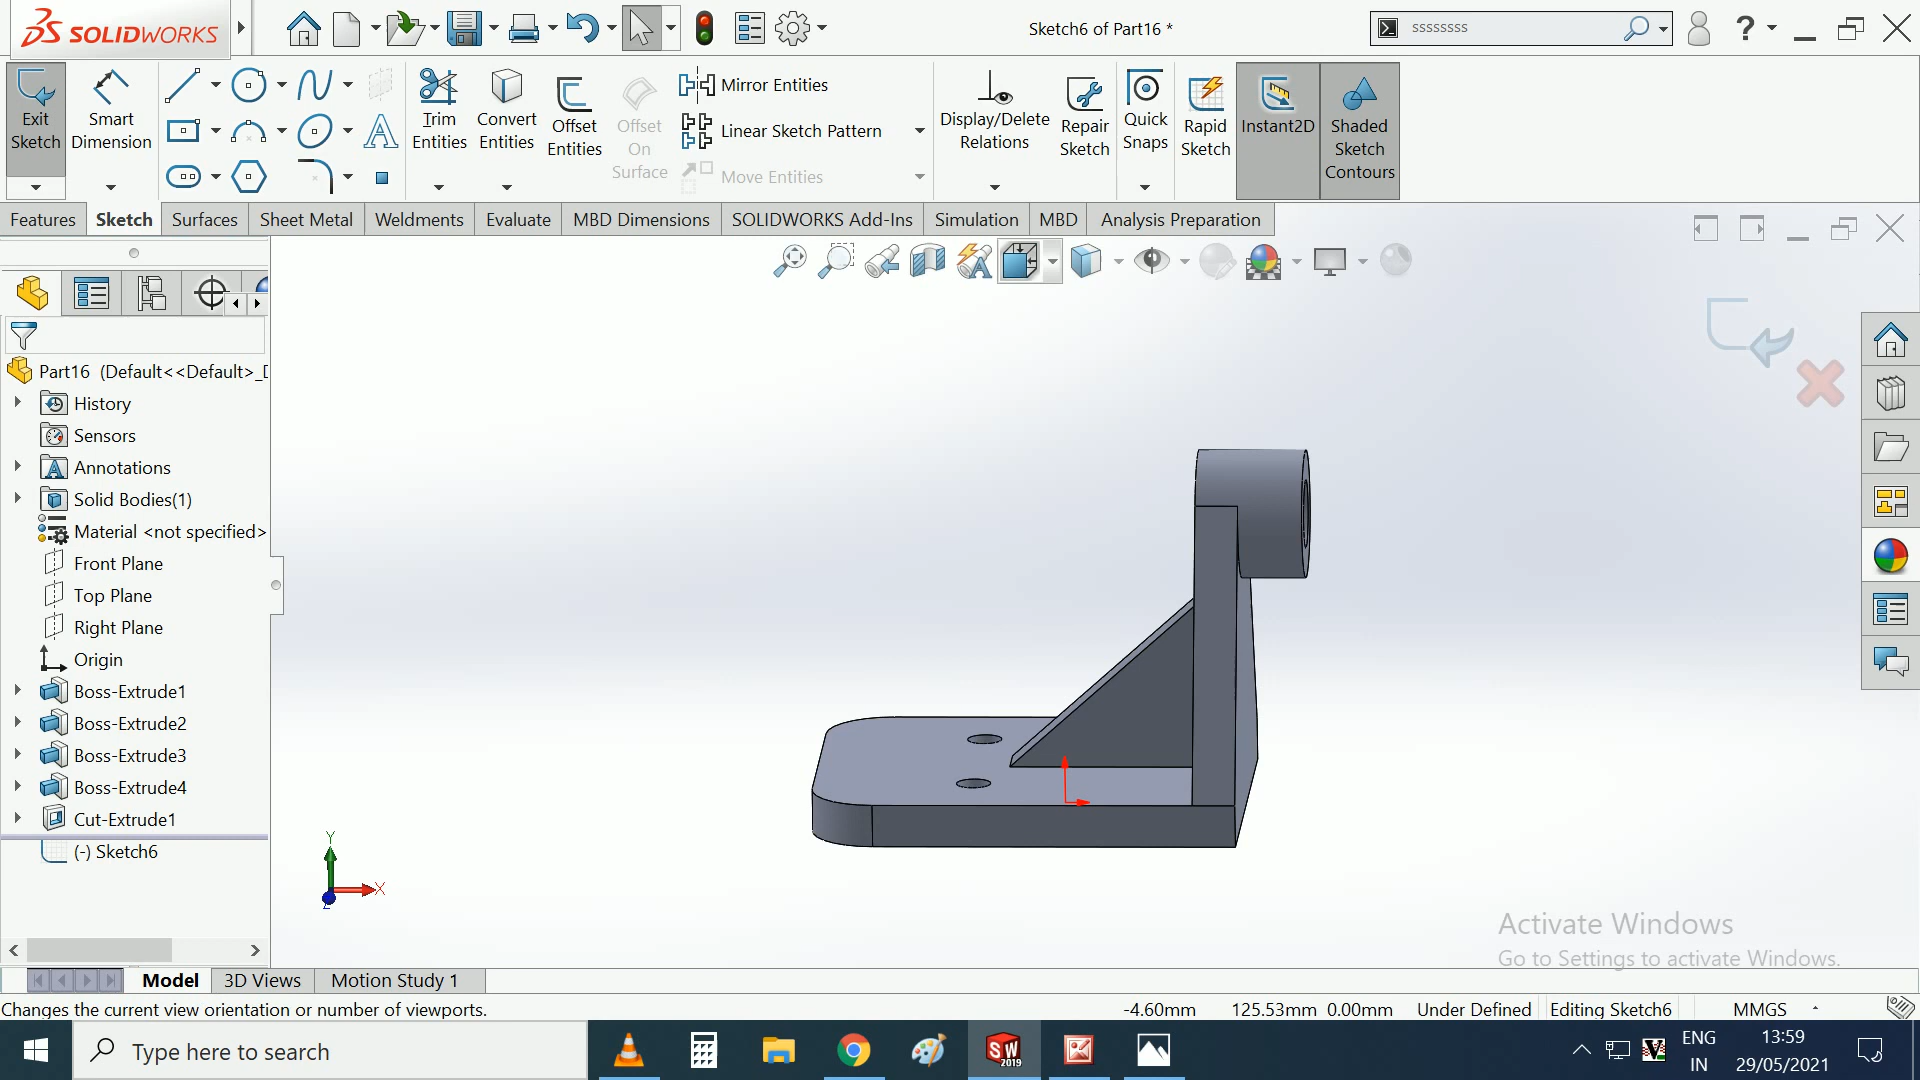 SOLIDWORKS
Sketch6 of Part16 *
ssssssss
?
Exit Sketch
Smart Dimension
Trim Entities
Convert Entities
Offset Entities
Offset On Surface
Mirror Entities
Linear Sketch Pattern
Move Entities
Display/Delete Relations
Repair Sketch
Quick Snaps
Rapid Sketch
Instant2D
Shaded Sketch Contours
Features
Sketch
Surfaces
Sheet Metal
Weldments
Evaluate
MBD Dimensions
SOLIDWORKS Add-Ins
Simulation
MBD
Analysis Preparation
Part16 (Default<<Default>_D
History
Sensors
Annotations
Solid Bodies(1)
Material <not specified>
Front Plane
Top Plane
Right Plane
Origin
Boss-Extrude1
Boss-Extrude2
Boss-Extrude3
Boss-Extrude4
Cut-Extrude1
(-) Sketch6
Y
X
Z
Activate Windows
Go to Settings to activate Windows.
Model
3D Views
Motion Study 1
Changes the current view orientation or number of viewports.
-4.60mm
125.53mm 0.00mm
Under Defined
Editing Sketch6
MMGS
Type here to search
SW
2019
ENG
IN
13:59
29/05/2021